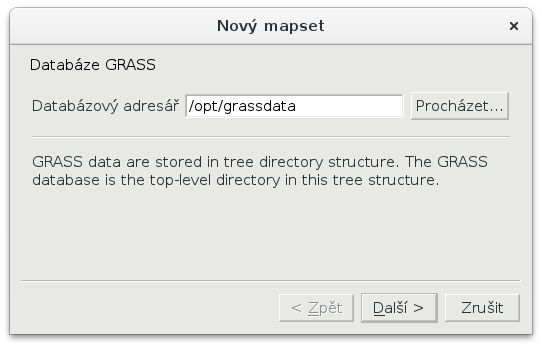 Nový mapset
Databáze GRASS
Databázový adresář /opt/grassdata Procházet...
GRASS data are stored in tree directory structure. The GRASS
database is the top-level directory in this tree structure.
< Zpět Další > Zrušit